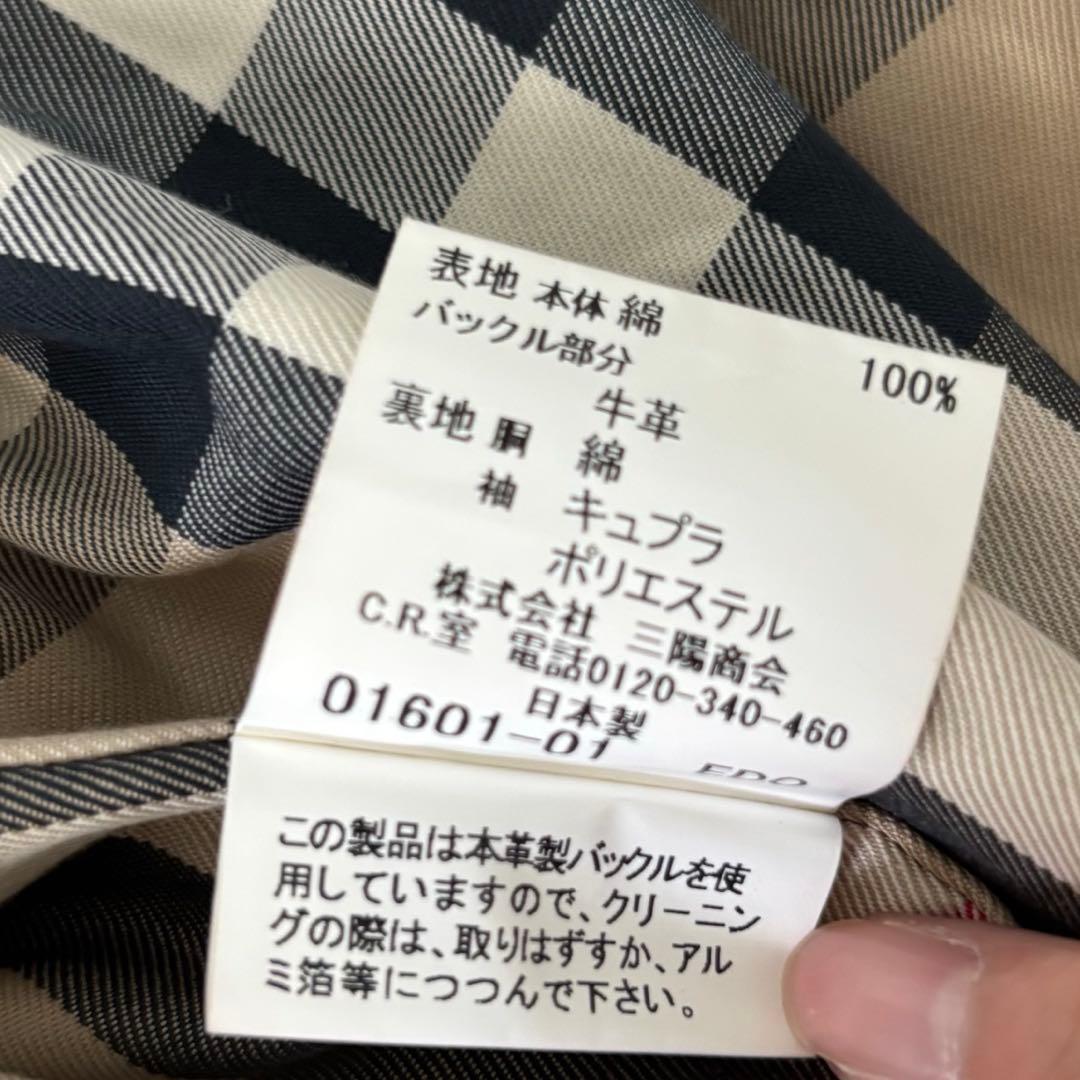 表地 本体 綿 100%
バックル部分
牛革
裏地 胴 綿
袖 キュプラ
ポリエステル
株式会社 三陽商会
C.R.室 電話0120-340-460
日本製
01601-01
この製品は本革製バックルを使
用していますので、クリーニン
グの際は、取りはずすか、アル
ミ箔等につつんで下さい。